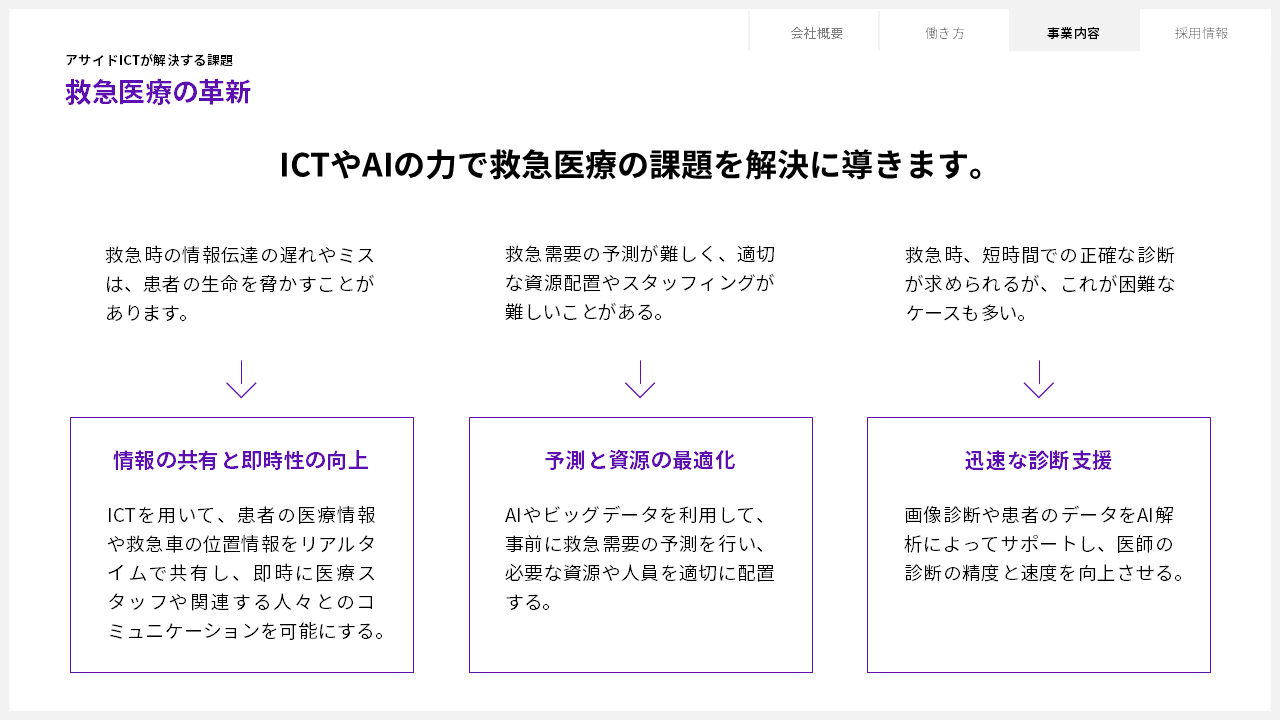 会社概要
働き方
事業内容
採用情報
アサイドICTが解決する課題
救急医療の革新
ICTやAIの力で救急医療の課題を解決に導きます。
救急時の情報伝達の遅れやミス
は、患者の生命を脅かすことが
あります。
救急需要の予測が難しく、適切
な資源配置やスタッフィングが
難しいことがある。
救急時、短時間での正確な診断
が求められるが、これが困難な
ケースも多い。
情報の共有と即時性の向上
ICTを用いて、患者の医療情報
や救急車の位置情報をリアルタ
イムで共有し、即時に医療ス
タッフや関連する人々とのコ
ミュニケーションを可能にする。
予測と資源の最適化
AIやビッグデータを利用して、
事前に救急需要の予測を行い、
必要な資源や人員を適切に配置
する。
迅速な診断支援
画像診断や患者のデータをAI解
析によってサポートし、医師の
診断の精度と速度を向上させる。